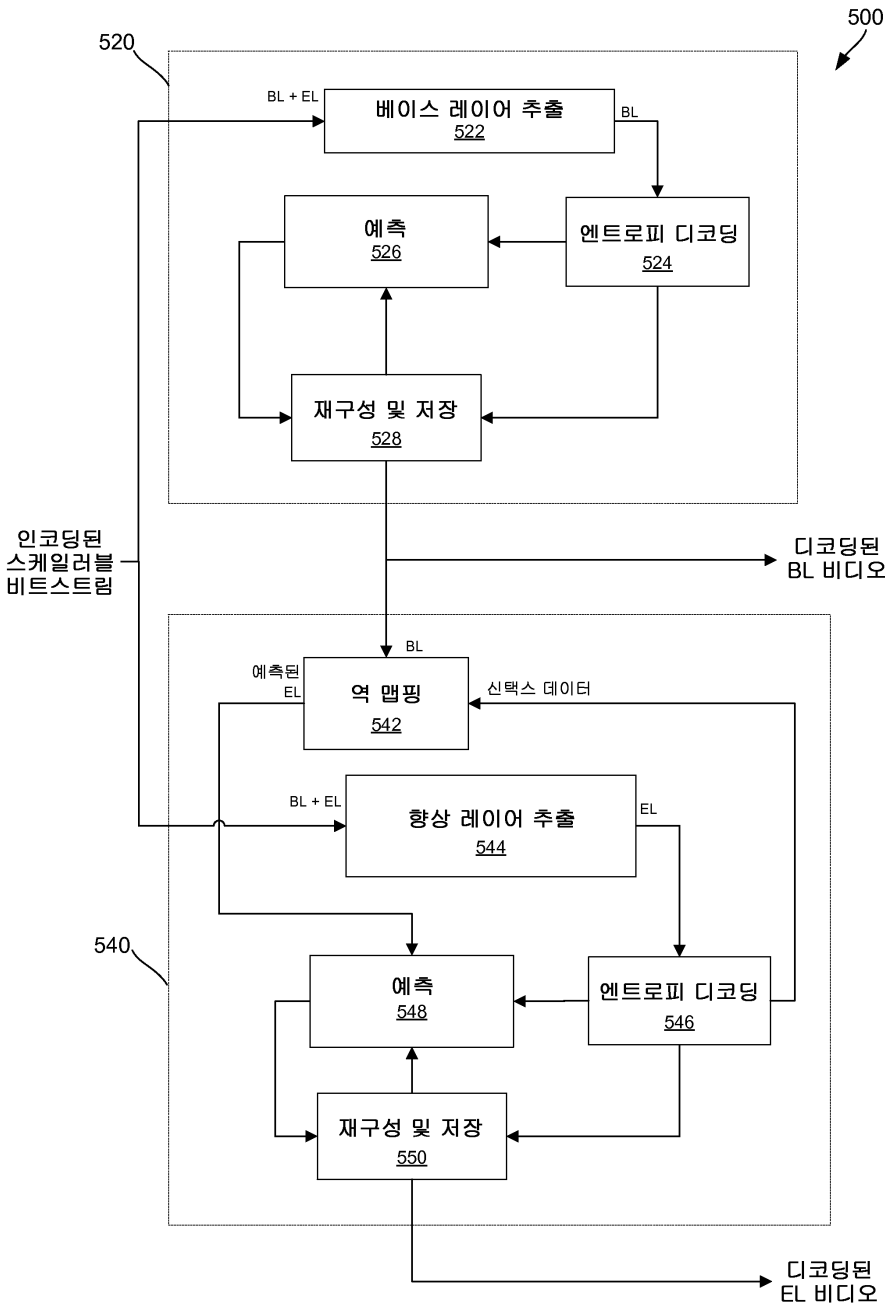 500
520
BL + EL
베이스 레이어 추출
522
BL
예측
526
엔트로피 디코딩
524
재구성 및 저장
528
인코딩된
스케일러블
비트스트림
디코딩된
BL 비디오
BL
예측된
EL
역 맵핑
542
신택스 데이터
BL + EL
향상 레이어 추출
544
EL
540
예측
548
엔트로피 디코딩
546
재구성 및 저장
550
디코딩된
EL 비디오